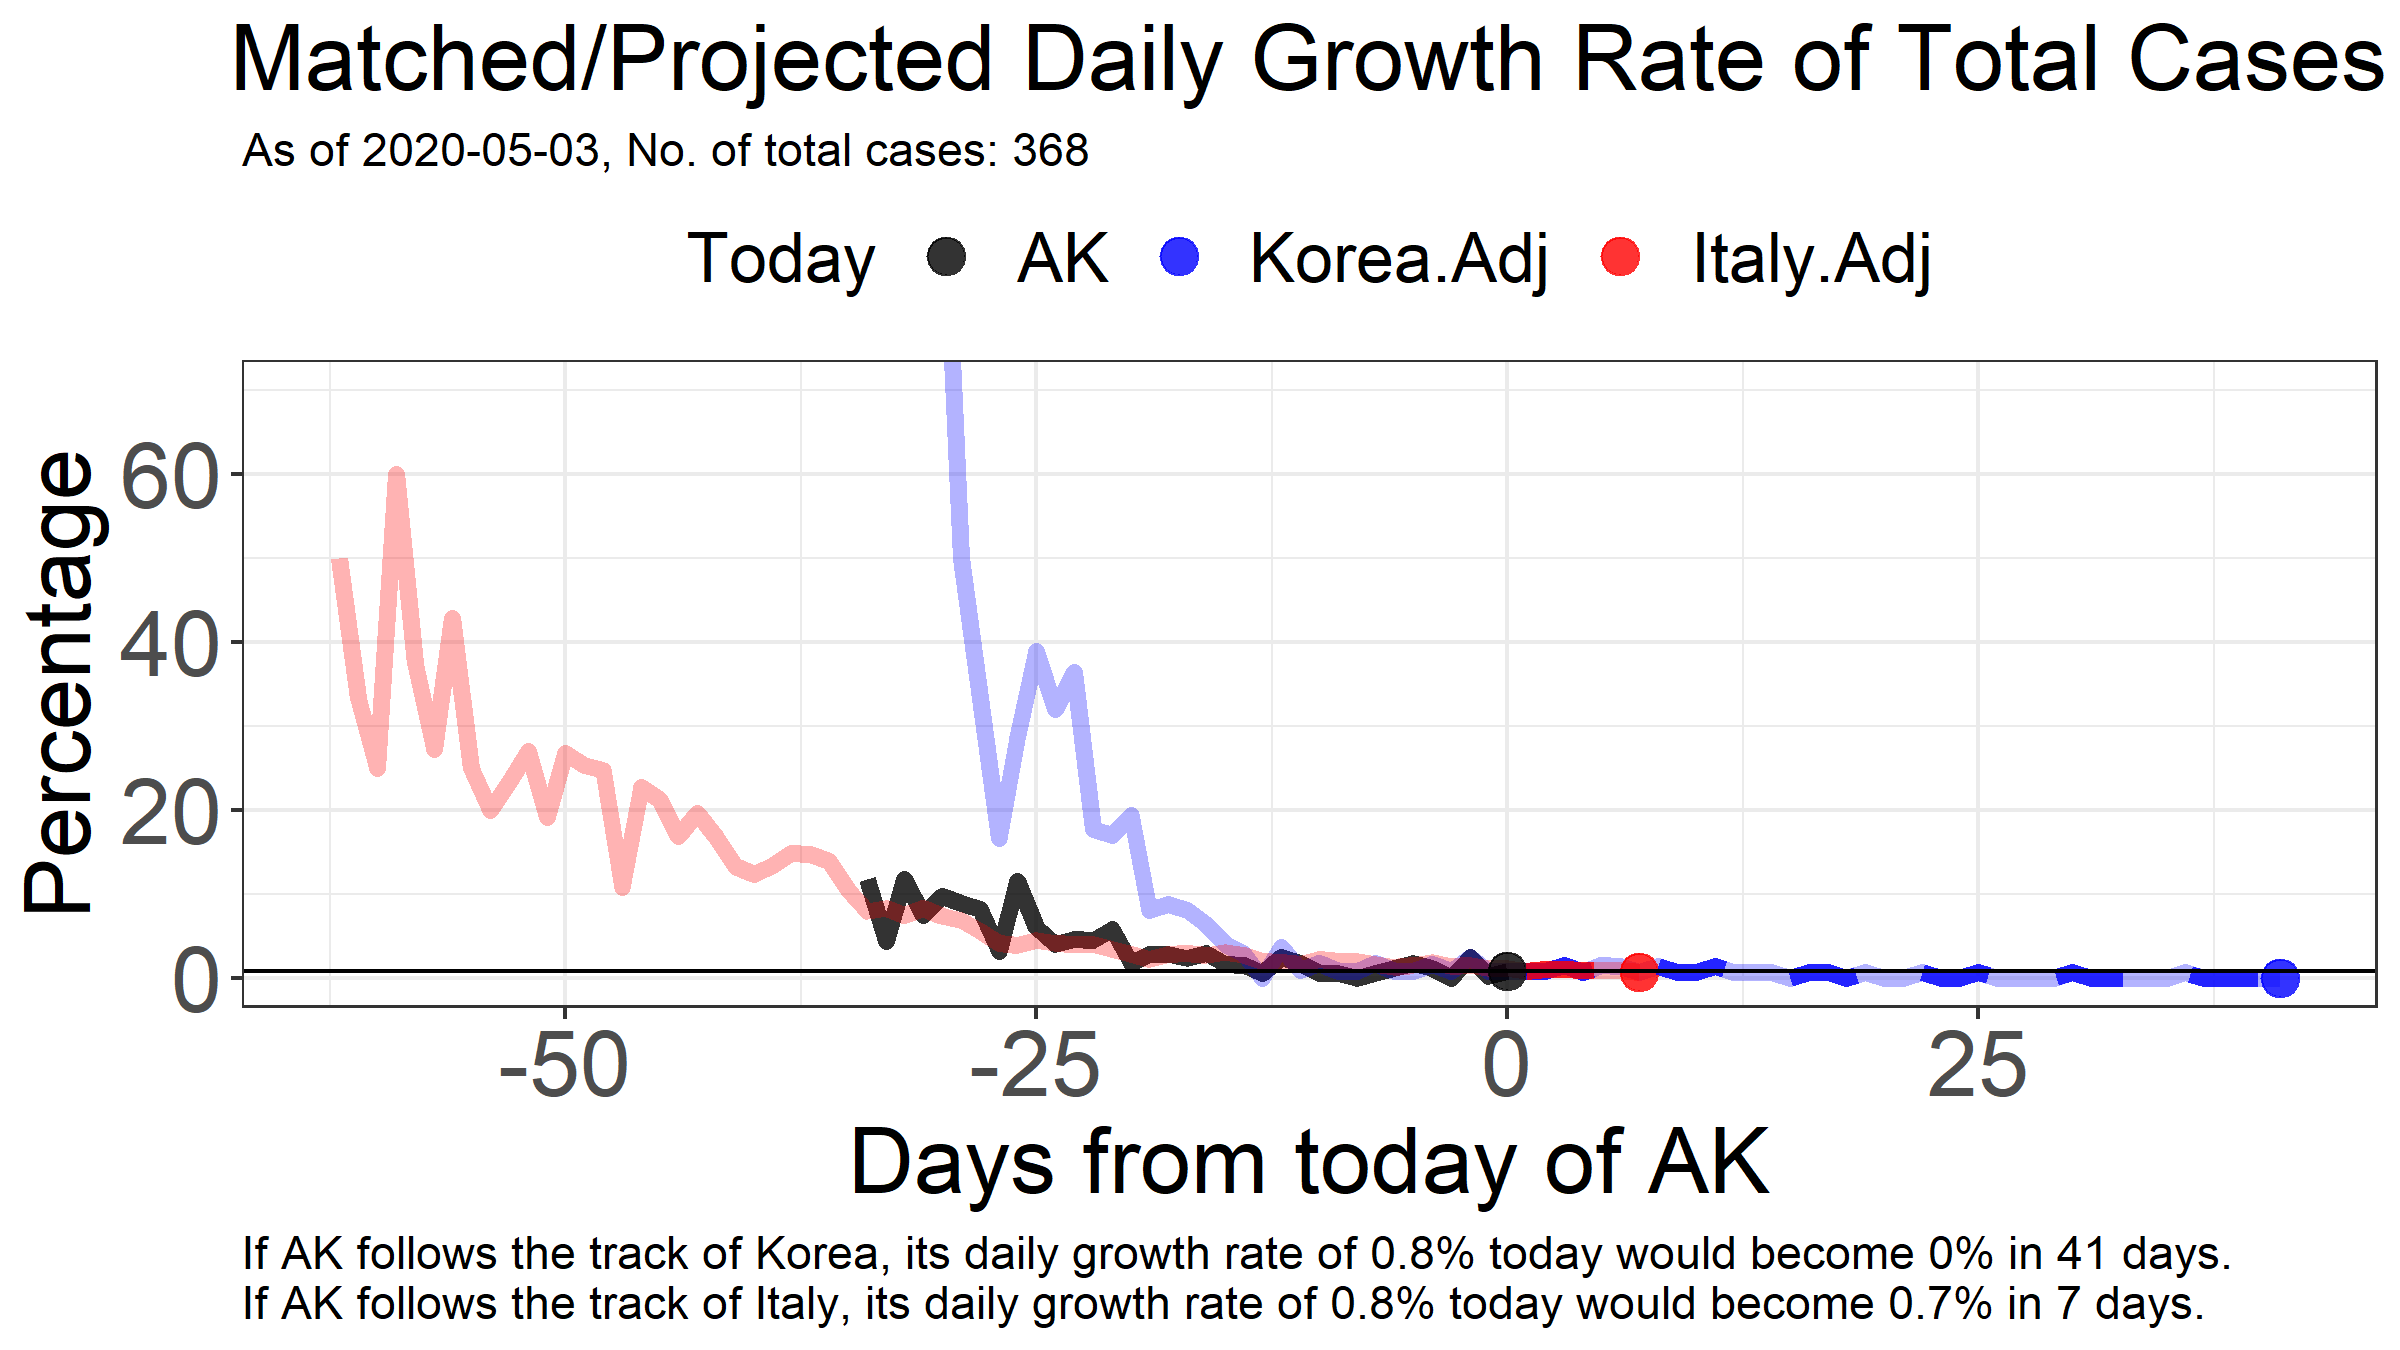 Matched/Projected Daily Growth Rate of Total Cases
As of 2020-05-03, No. of total cases: 368
Today AK Korea.Adj Italy.Adj
Percentage
60
40
20
0
-50 -25 0 25
Days from today of AK
If AK follows the track of Korea, its daily growth rate of 0.8% today would become 0% in 41 days.
If AK follows the track of Italy, its daily growth rate of 0.8% today would become 0.7% in 7 days.